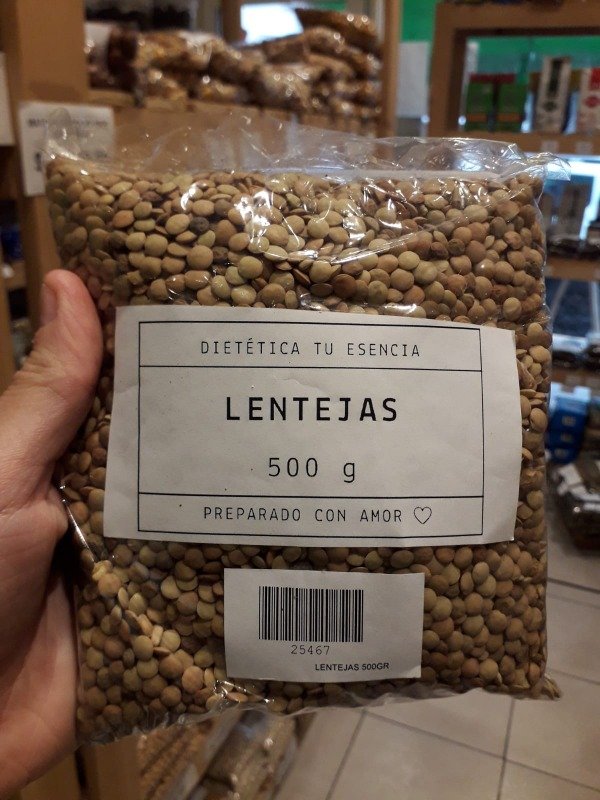 DIETÉTICA TU ESENCIA
LENTEJAS
500 g
PREPARADO CON AMOR ♡
25467
LENTEJAS 500GR